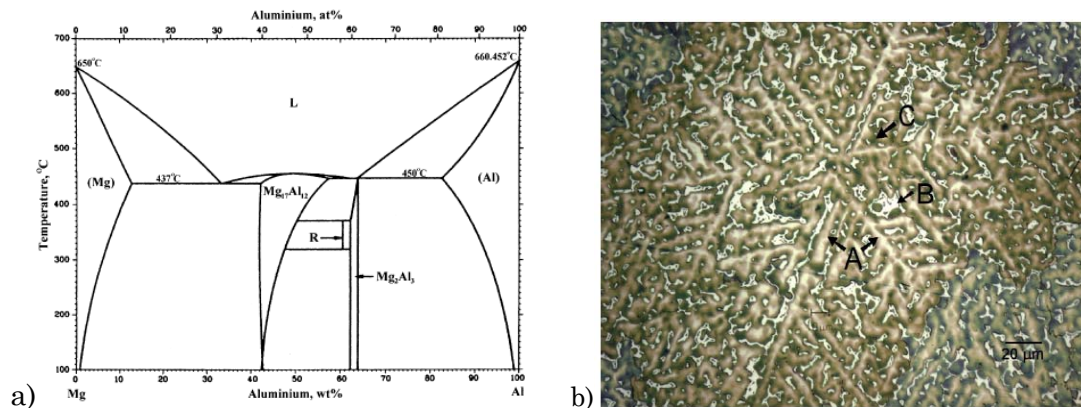 Aluminium, at%
0 10 20 30 40 50 60 70 80 90 100
700
660.452°C
650°C
600
L
500
C
(Mg)
437°C
450°C
(Al)
Mg17Al12
400
B
Temperature, °C
R
A
300
Mg2Al3
200
20 µm
100
0 10 20 30 40 50 60 70 80 90 100
a)
Mg
Aluminium, wt%
Al
b)